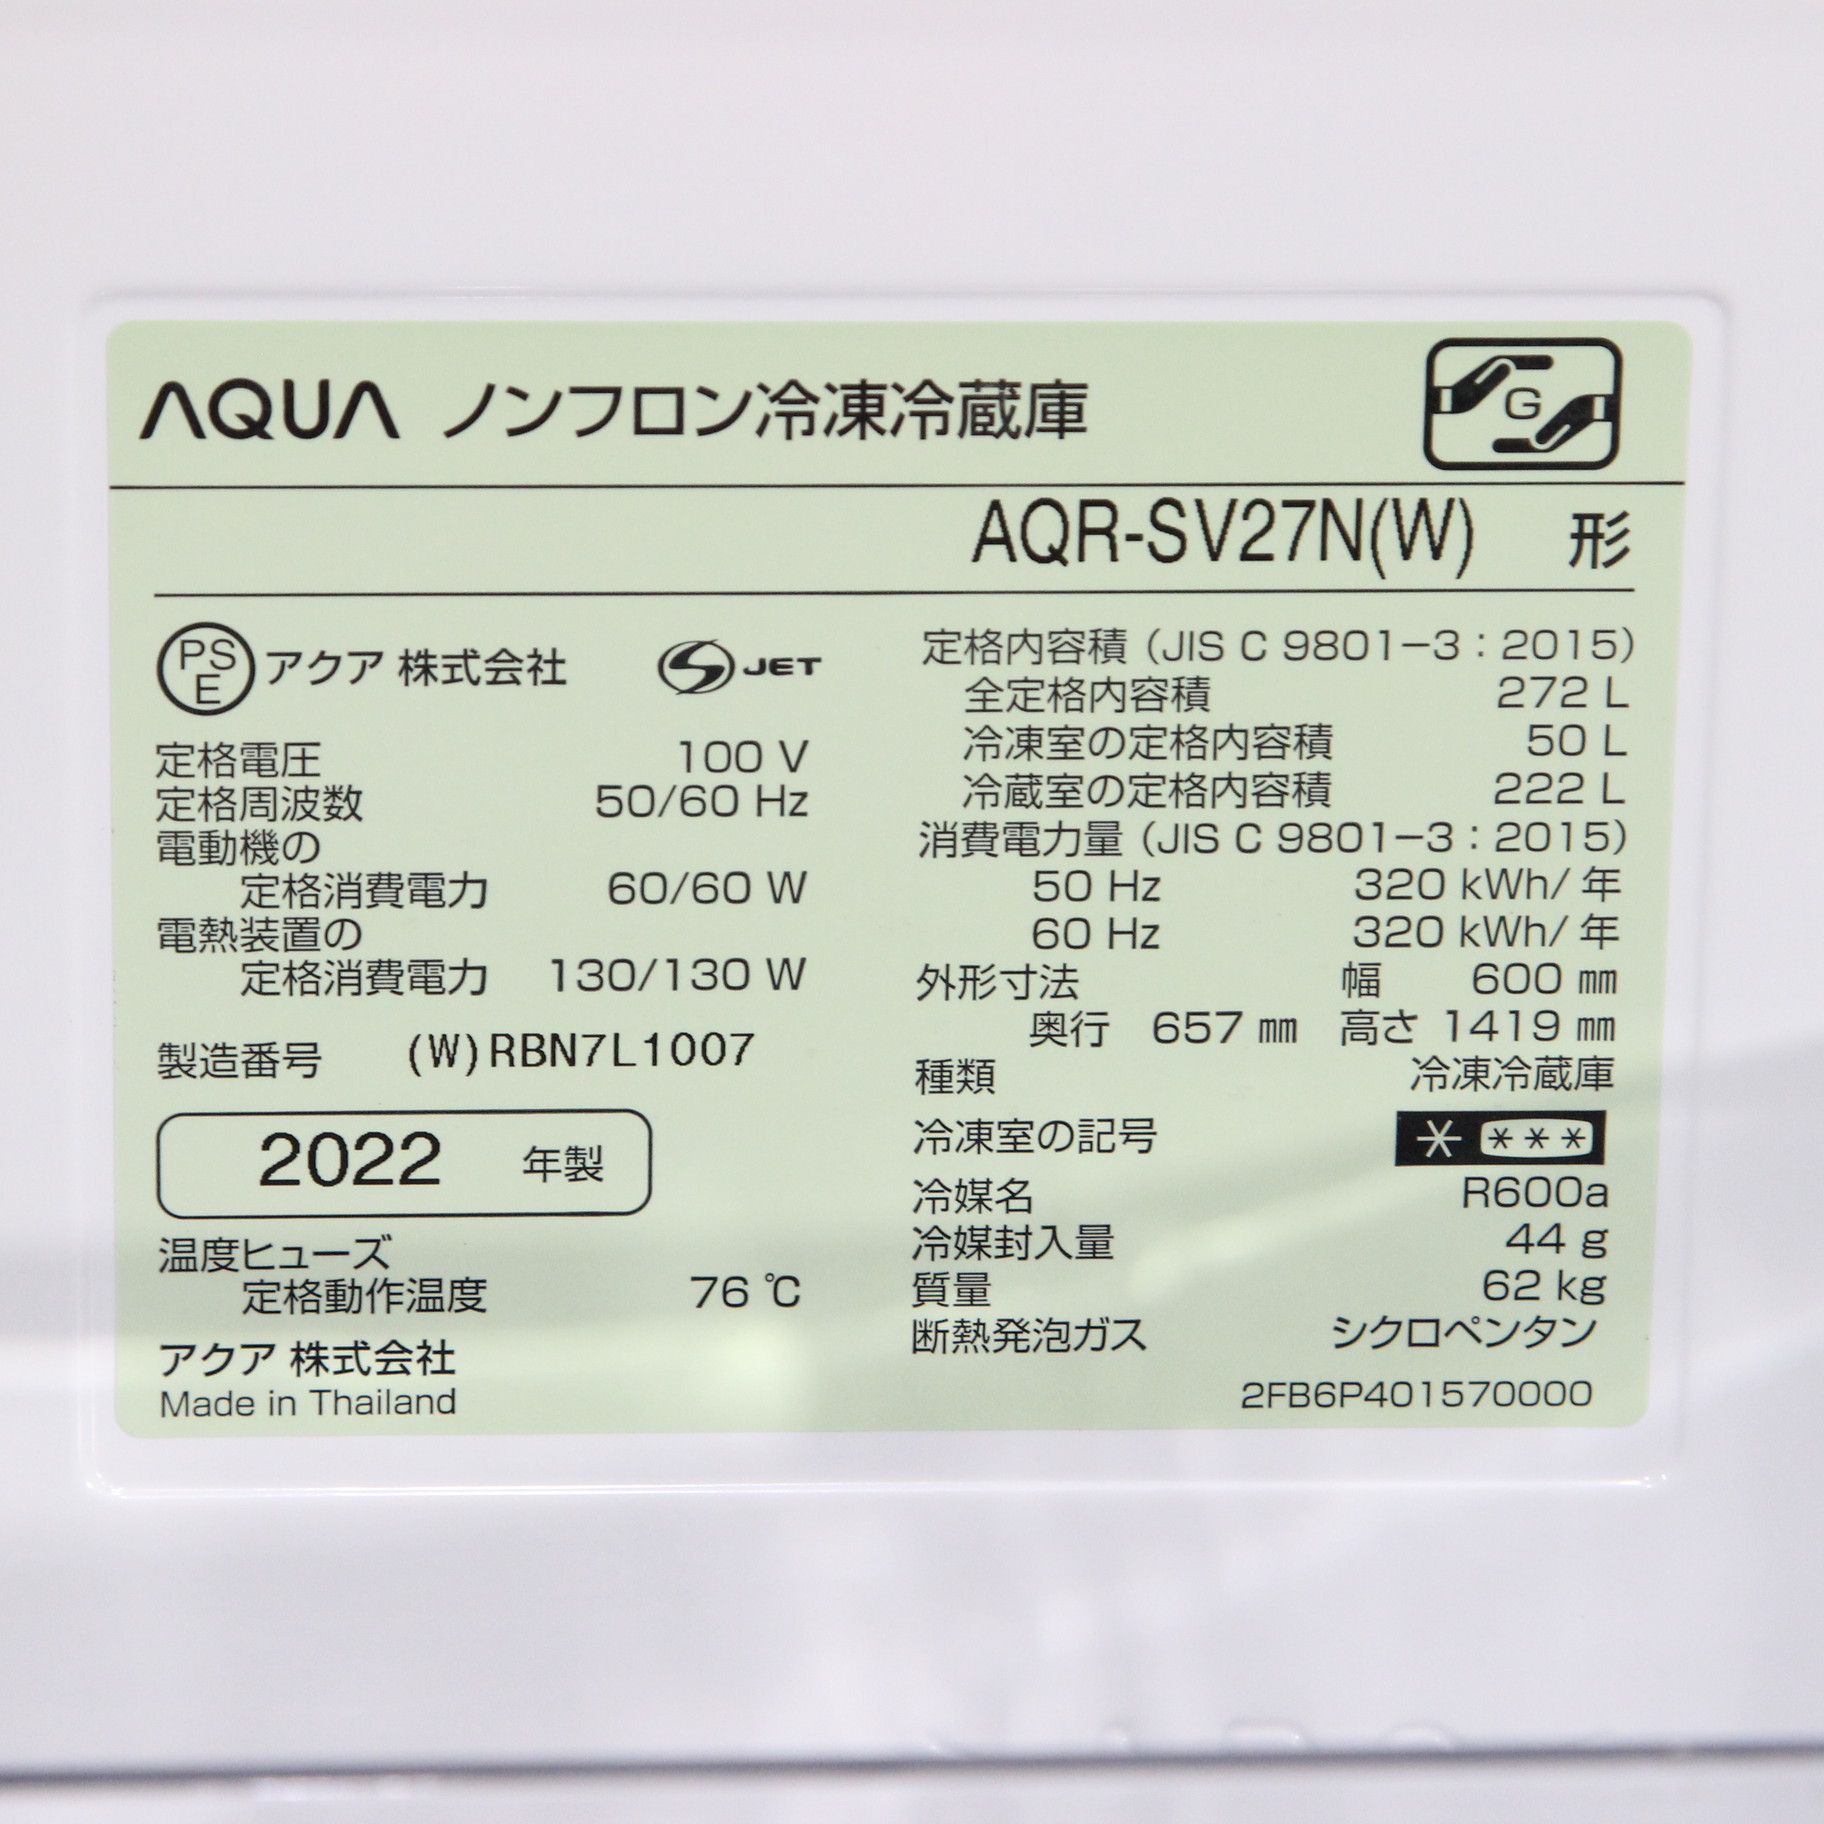 AQUA ノンフロン冷凍冷蔵庫
G
AQR-SV27N(W) 形
PS E アクア 株式会社 S JET
定格電圧 100 V
定格周波数 50/60 Hz
電動機の
定格消費電力 60/60 W
電熱装置の
定格消費電力 130/130 W
製造番号 (W)RBN7L1007
2022 年製
温度ヒューズ
定格動作温度 76 ℃
アクア 株式会社
Made in Thailand
定格内容積 (JIS C 9801−3：2015)
全定格内容積 272 L
冷凍室の定格内容積 50 L
冷蔵室の定格内容積 222 L
消費電力量 (JIS C 9801−3：2015)
50 Hz 320 kWh/ 年
60 Hz 320 kWh/ 年
外形寸法 幅 600 ㎜
奥行 657 ㎜ 高さ 1419 ㎜
種類 冷凍冷蔵庫
冷凍室の記号 * ***
冷媒名 R600a
冷媒封入量 44 g
質量 62 kg
断熱発泡ガス シクロペンタン
2FB6P401570000